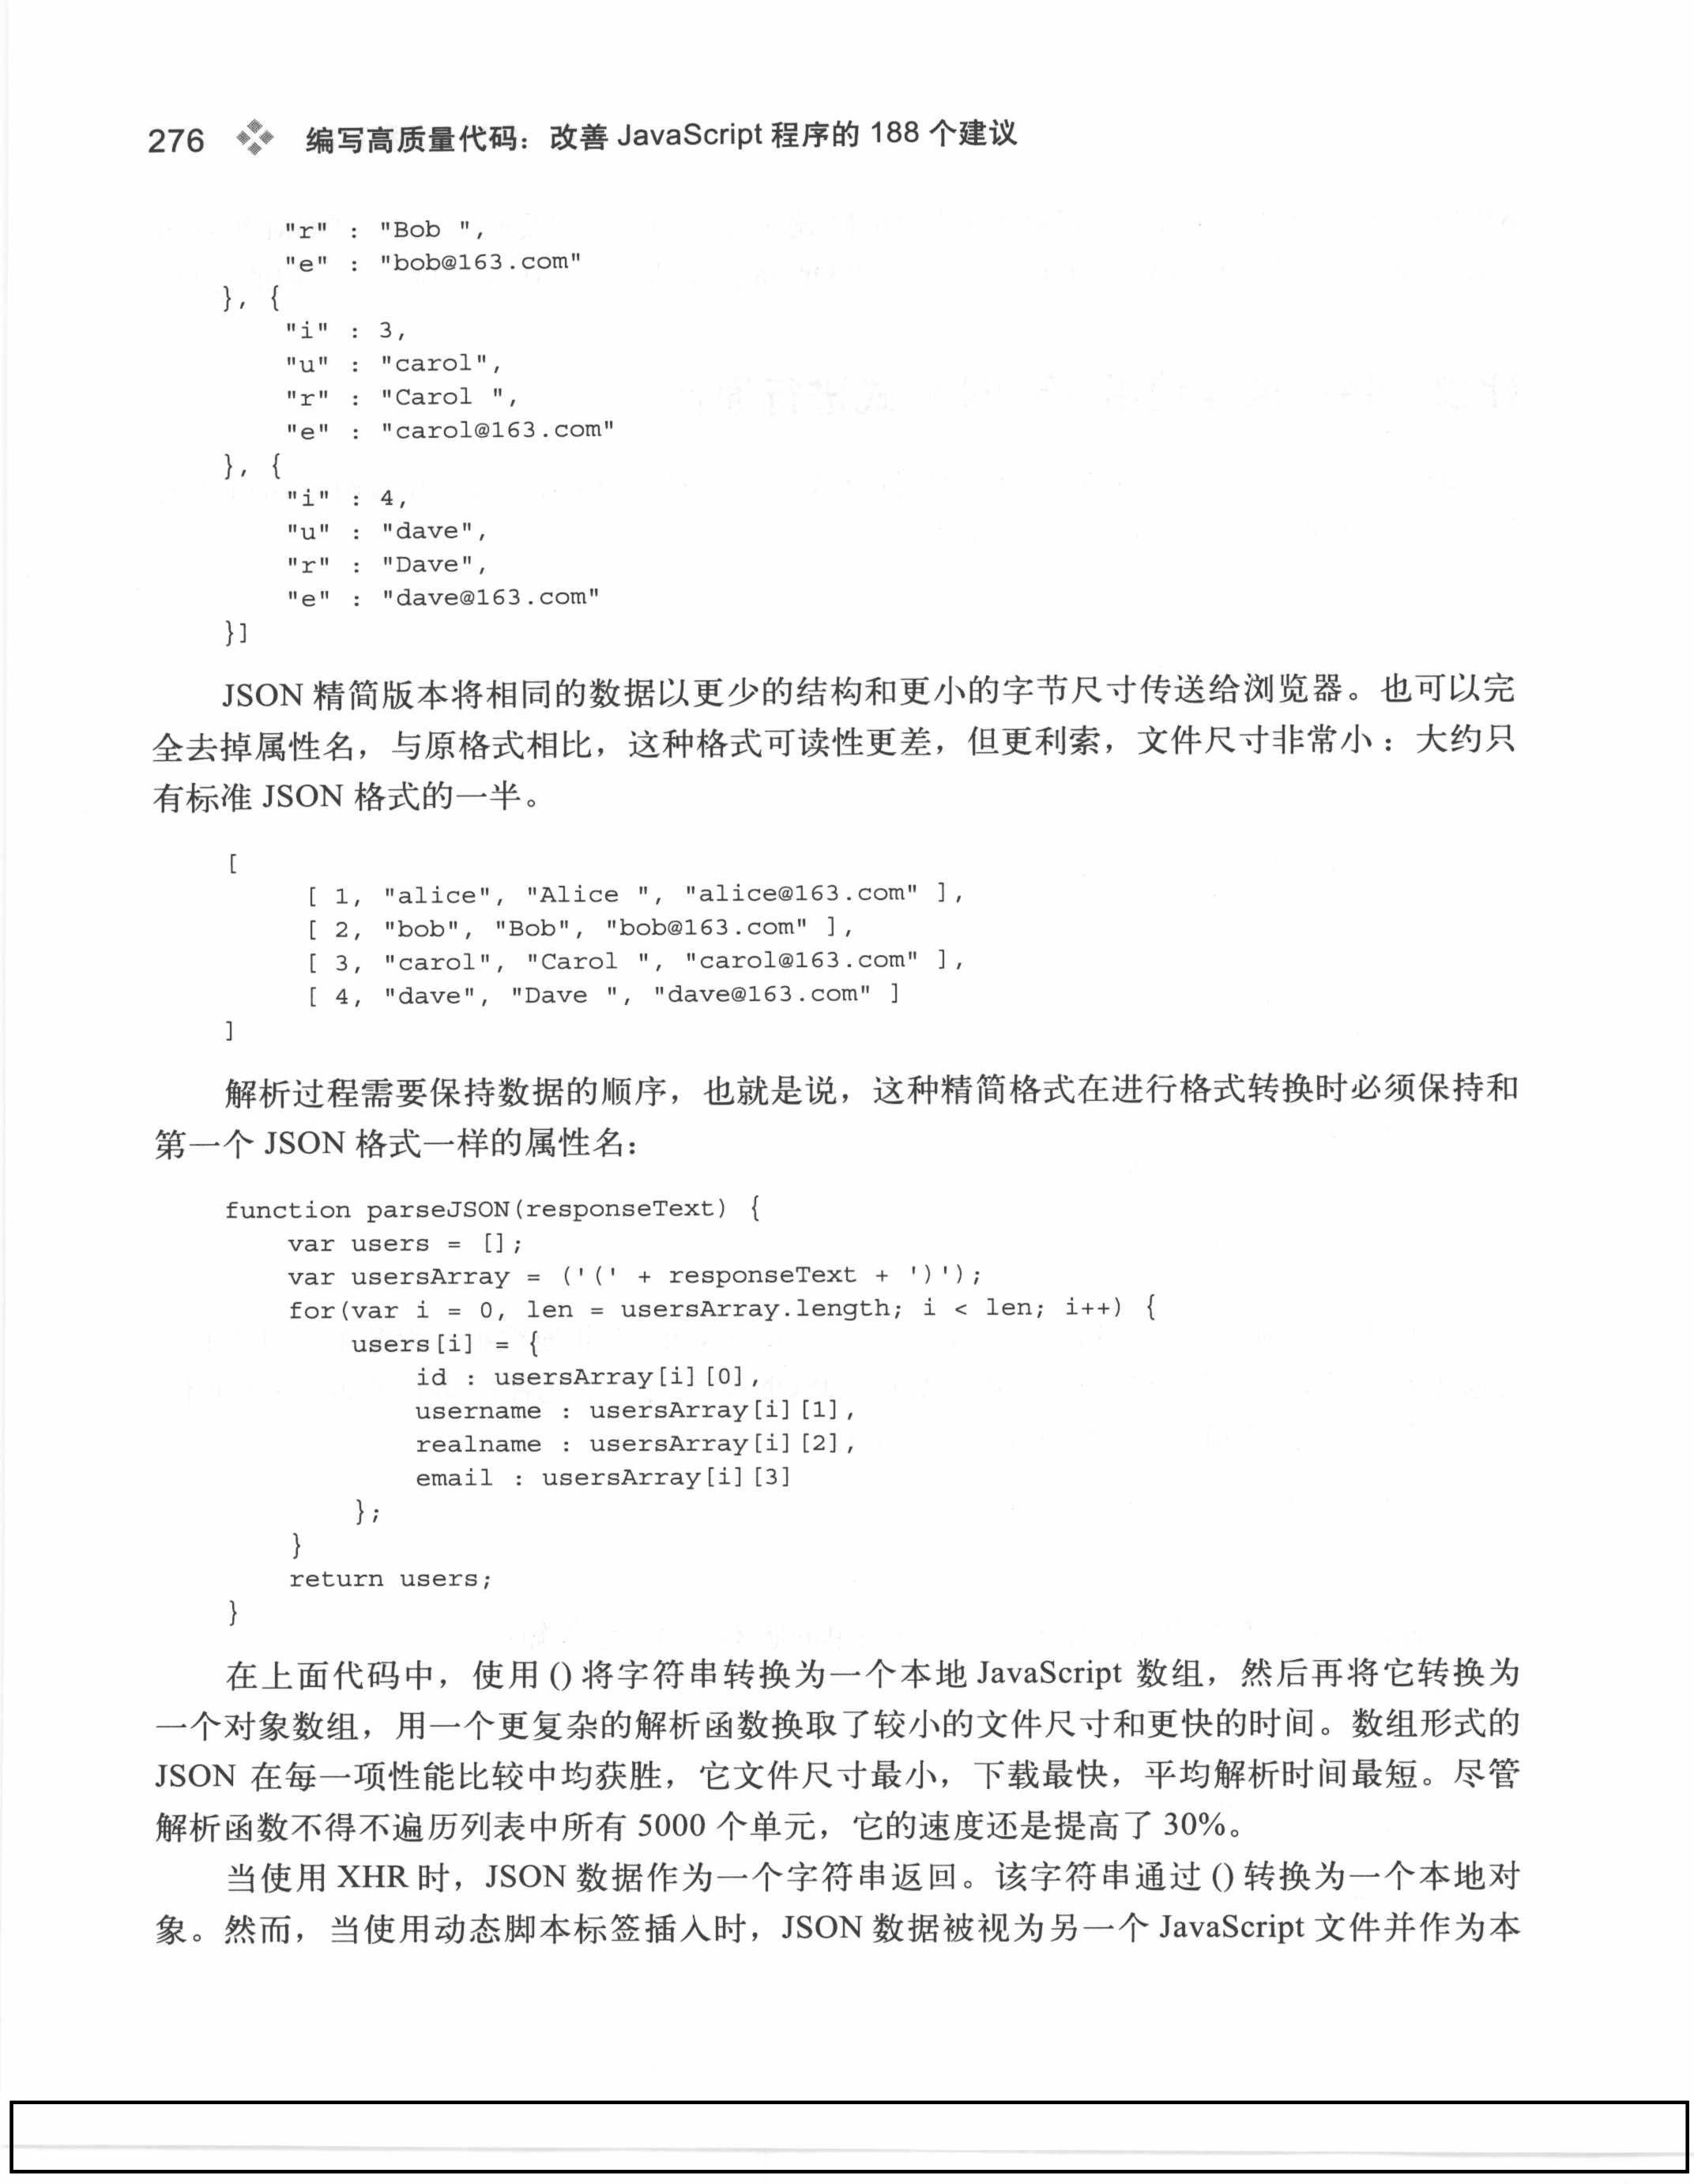 276 编写高质量代码：改善 JavaScript 程序的 188 个建议
"r" : "Bob ",
"e" : "bob@163.com"
}, {
"i" : 3,
"u" : "carol",
"r" : "Carol ",
"e" : "carol@163.com"
}, {
"i" : 4,
"u" : "dave",
"r" : "Dave",
"e" : "dave@163.com"
}]
JSON 精简版本将相同的数据以更少的结构和更小的字节尺寸传送给浏览器。也可以完
全去掉属性名，与原格式相比，这种格式可读性更差，但更利索，文件尺寸非常小：大约只
有标准 JSON 格式的一半。
[
[ 1, "alice", "Alice ", "alice@163.com" ],
[ 2, "bob", "Bob", "bob@163.com" ],
[ 3, "carol", "Carol ", "carol@163.com" ],
[ 4, "dave", "Dave ", "dave@163.com" ]
]
解析过程需要保持数据的顺序，也就是说，这种精简格式在进行格式转换时必须保持和
第一个 JSON 格式一样的属性名：
function parseJSON(responseText) {
var users = [];
var usersArray = ('(' + responseText + ')');
for(var i = 0, len = usersArray.length; i < len; i++) {
users[i] = {
id : usersArray[i][0],
username : usersArray[i][1],
realname : usersArray[i][2],
email : usersArray[i][3]
};
}
return users;
}
在上面代码中，使用 () 将字符串转换为一个本地 JavaScript 数组，然后再将它转换为
一个对象数组，用一个更复杂的解析函数换取了较小的文件尺寸和更快的时间。数组形式的
JSON 在每一项性能比较中均获胜，它文件尺寸最小，下载最快，平均解析时间最短。尽管
解析函数不得不遍历列表中所有 5000 个单元，它的速度还是提高了 30%。
当使用 XHR 时，JSON 数据作为一个字符串返回。该字符串通过 () 转换为一个本地对
象。然而，当使用动态脚本标签插入时，JSON 数据被视为另一个 JavaScript 文件并作为本